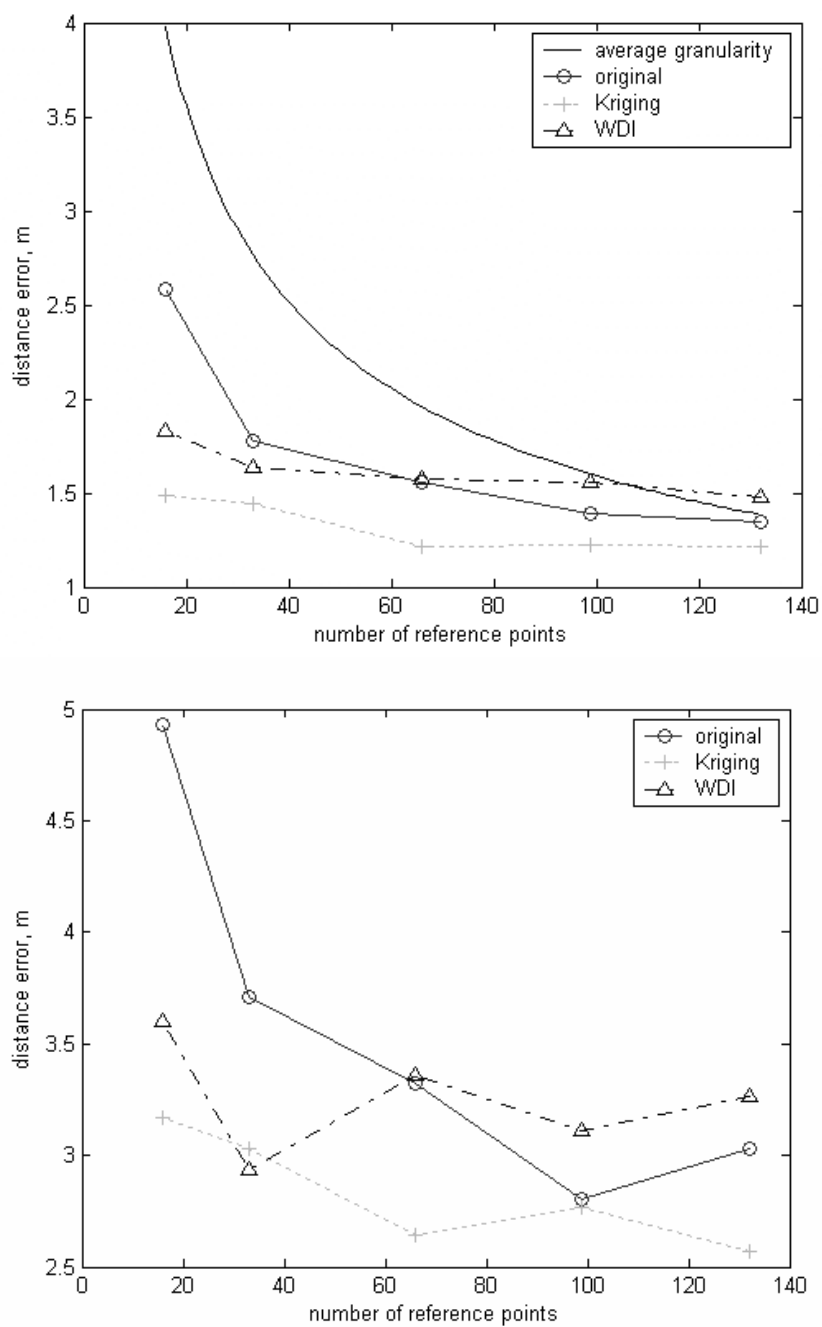 4
3.5
3
2.5
2
1.5
1
distance error, m
average granularity
original
Kriging
WDI
0 20 40 60 80 100 120 140
number of reference points
5
4.5
4
3.5
3
2.5
distance error, m
original
Kriging
WDI
0 20 40 60 80 100 120 140
number of reference points